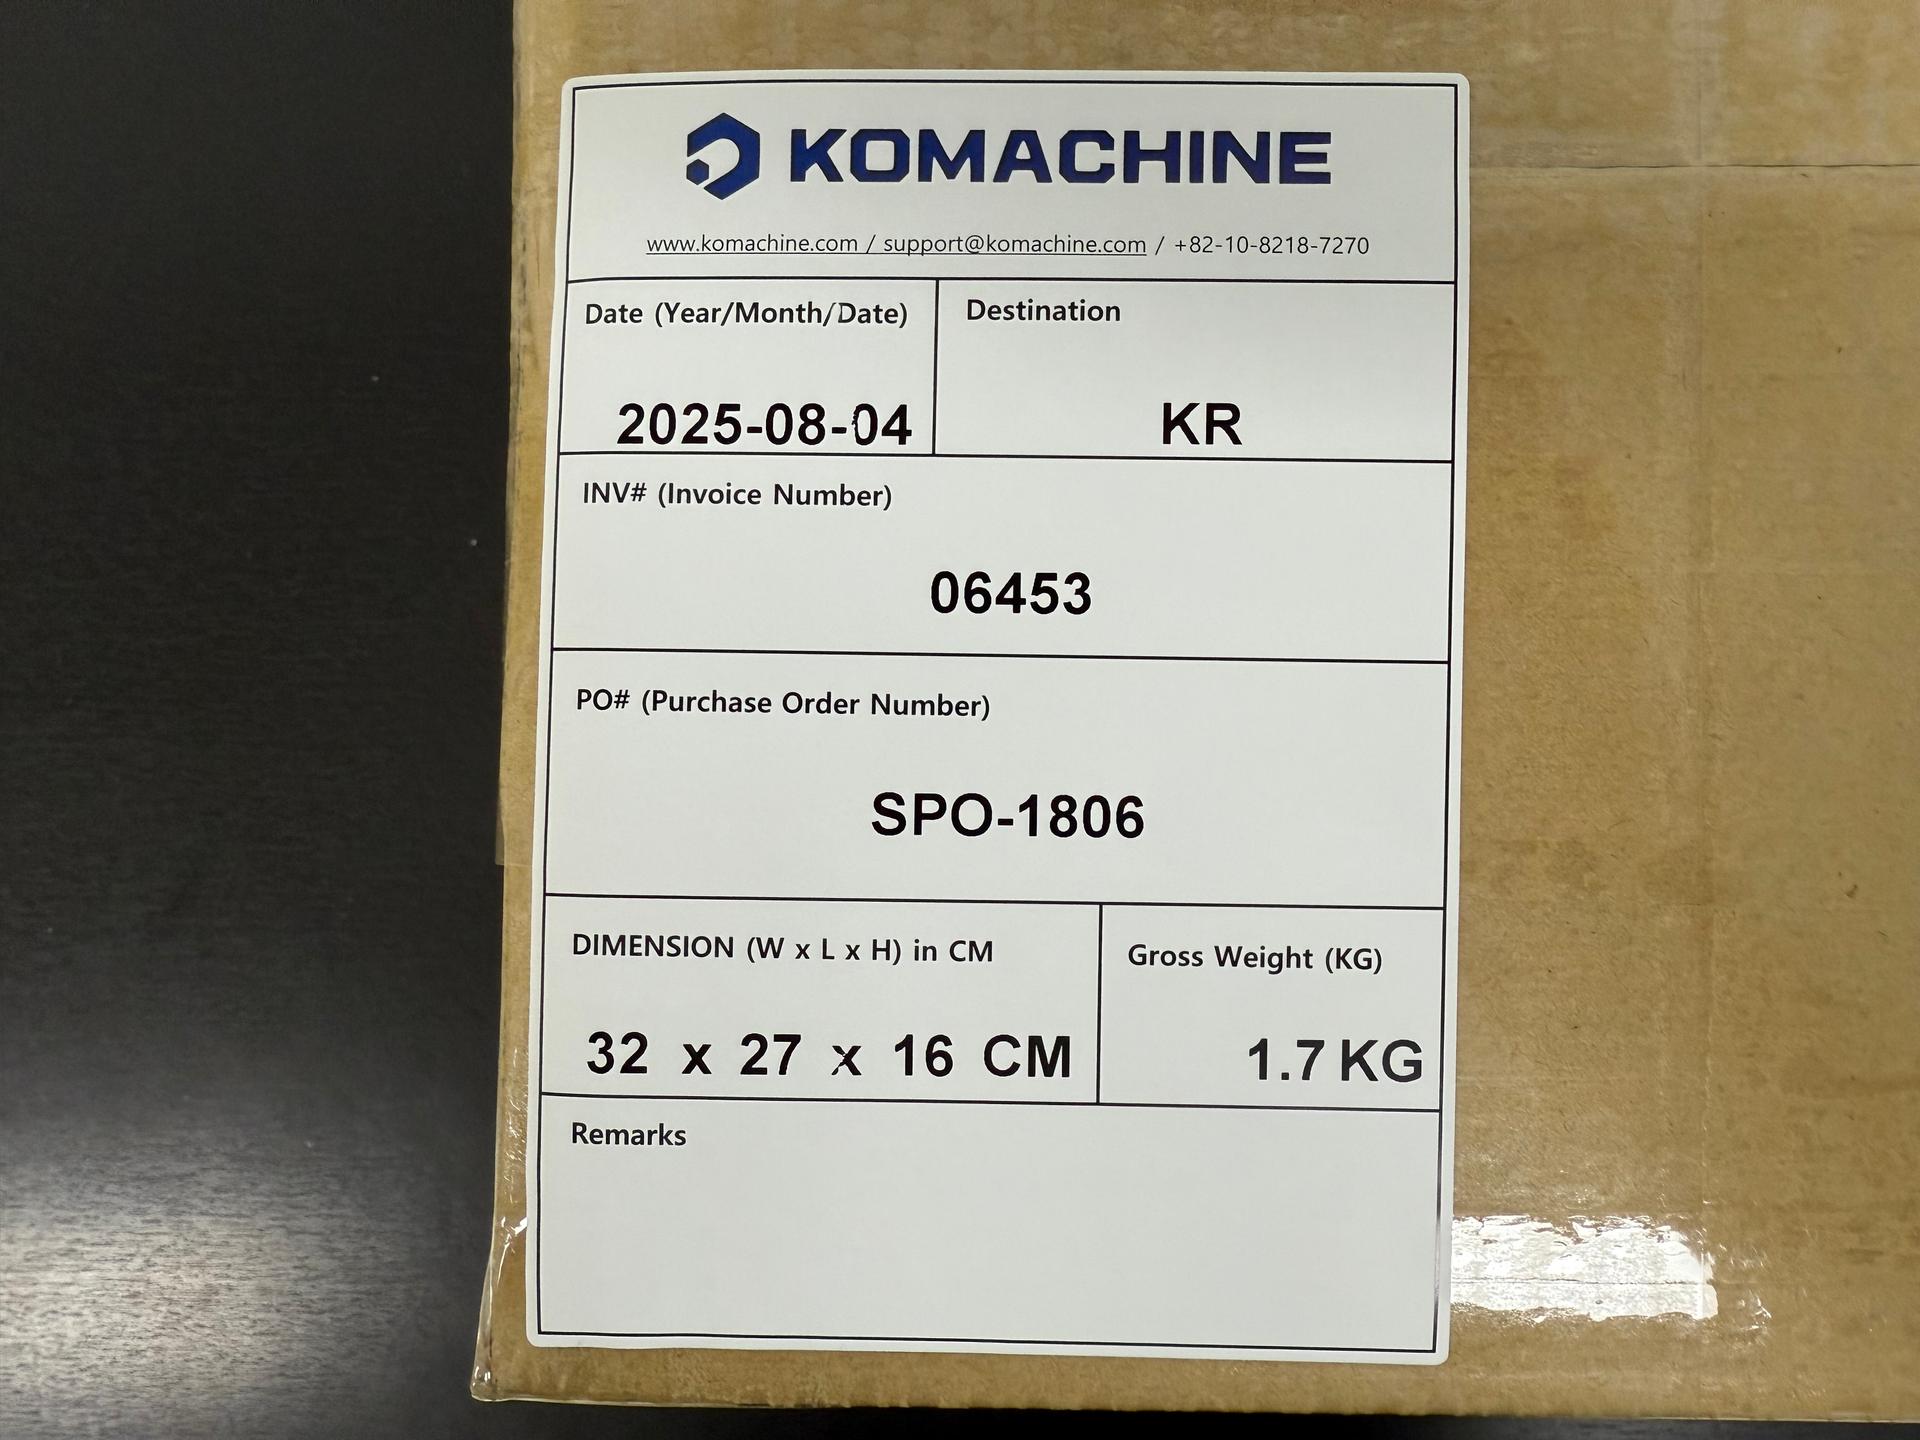 KOMACHINE
www.komachine.com / support@komachine.com / +82-10-8218-7270
Date (Year/Month/Date)
Destination
2025-08-04
KR
INV# (Invoice Number)
06453
PO# (Purchase Order Number)
SPO-1806
DIMENSION (W x L x H) in CM
Gross Weight (KG)
32 x 27 x 16 CM
1.7 KG
Remarks